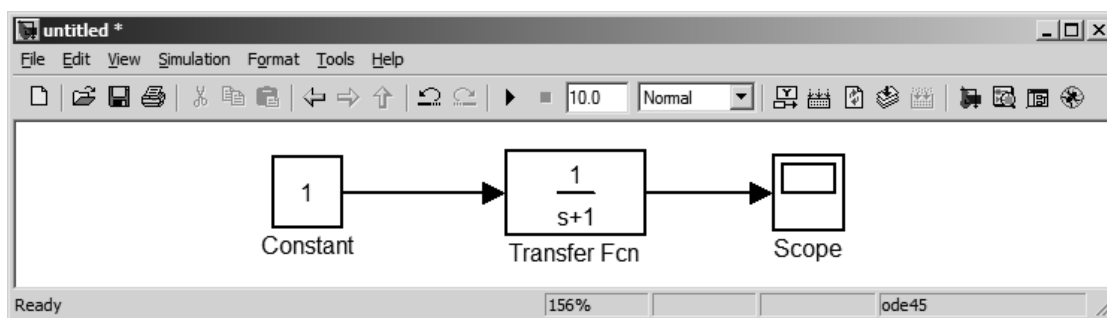 untitled *
File Edit View Simulation Format Tools Help
10.0 Normal
1
Constant
1
s+1
Transfer Fcn
Scope
Ready 156% ode45